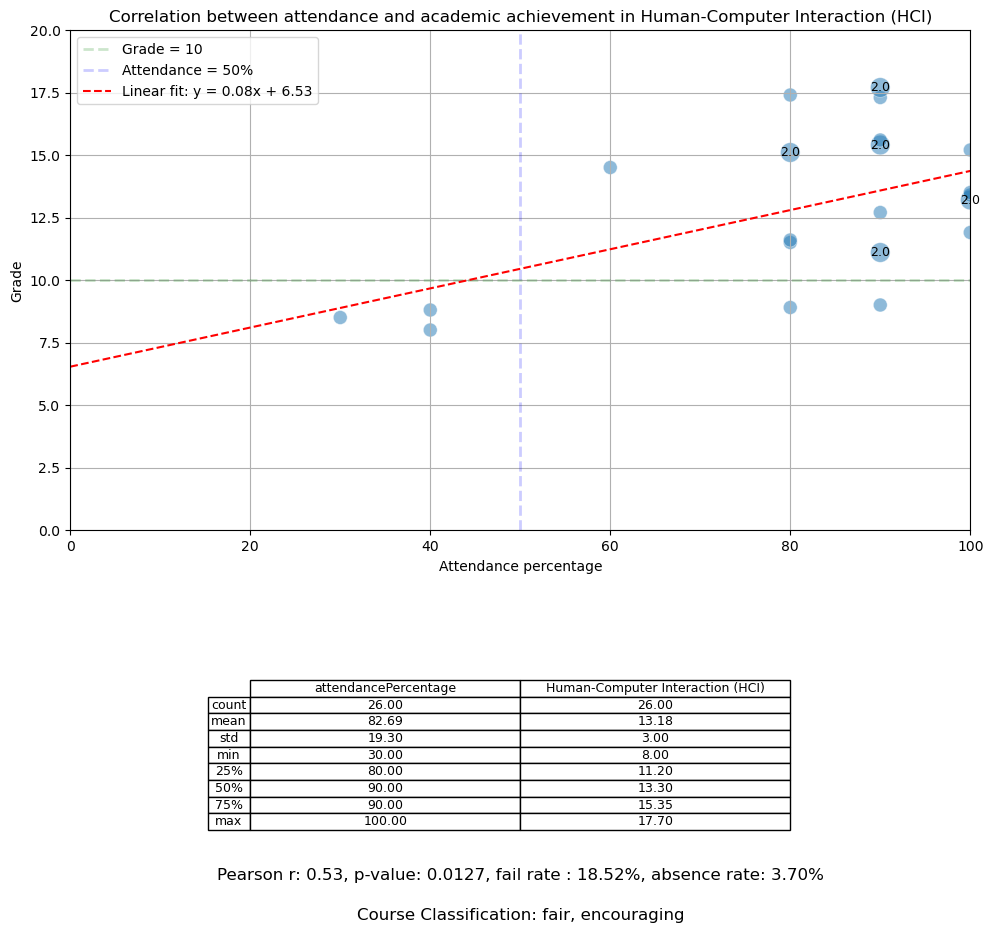 Correlation between attendance and academic achievement in Human-Computer Interaction (HCI)
20.0
17.5
15.0
12.5
10.0
7.5
5.0
2.5
0.0
Grade
Grade = 10
Attendance = 50%
Linear fit: y = 0.08x + 6.53
2.0
2.0
2.0
2.0
2.0
0 20 40 60 80 100
Attendance percentage
attendancePercentage Human-Computer Interaction (HCI)
count 26.00 26.00
mean 82.69 13.18
std 19.30 3.00
min 30.00 8.00
25% 80.00 11.20
50% 90.00 13.30
75% 90.00 15.35
max 100.00 17.70
Pearson r: 0.53, p-value: 0.0127, fail rate : 18.52%, absence rate: 3.70%
Course Classification: fair, encouraging